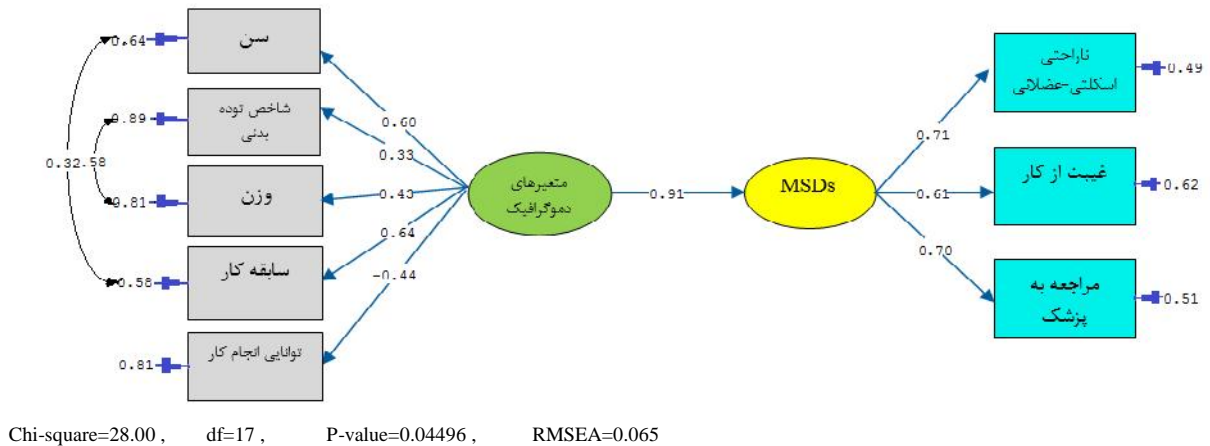 سن
0.64
شاخص توده
بدنی
0.89
وزن
0.81
سابقه کار
0.58
توانایی انجام کار
0.81
0.32.58
0.60
0.33
0.43
0.64
-0.44
متعیرهای
دموگرافیک
0.91
MSDs
0.71
0.61
0.70
ناراحتی
اسکلتی-عضلانی
0.49
غیبت از کار
0.62
مراجعه به
پزشک
0.51
Chi-square=28.00 , df=17 , P-value=0.04496 , RMSEA=0.065